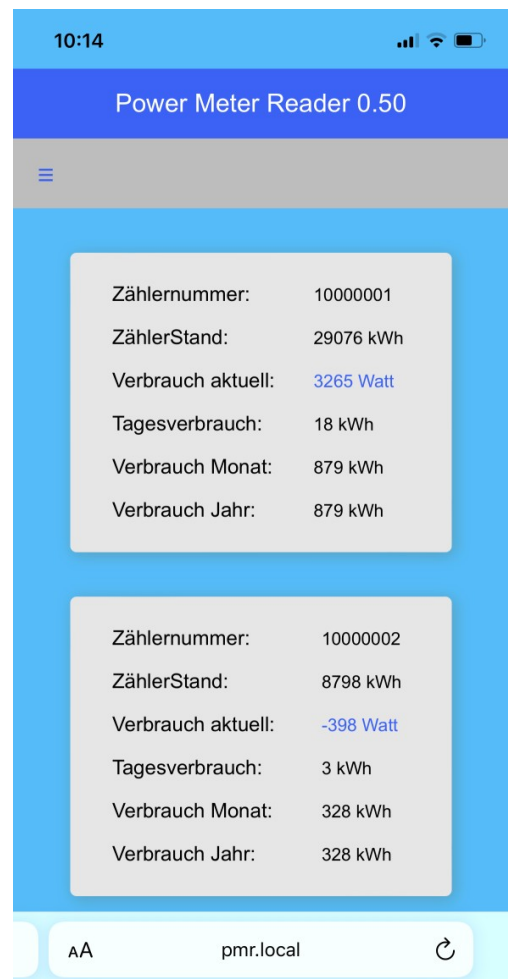 10:14
Power Meter Reader 0.50
Zählernummer: 10000001
ZählerStand: 29076 kWh
Verbrauch aktuell: 3265 Watt
Tagesverbrauch: 18 kWh
Verbrauch Monat: 879 kWh
Verbrauch Jahr: 879 kWh
Zählernummer: 10000002
ZählerStand: 8798 kWh
Verbrauch aktuell: -398 Watt
Tagesverbrauch: 3 kWh
Verbrauch Monat: 328 kWh
Verbrauch Jahr: 328 kWh
AA pmr.local